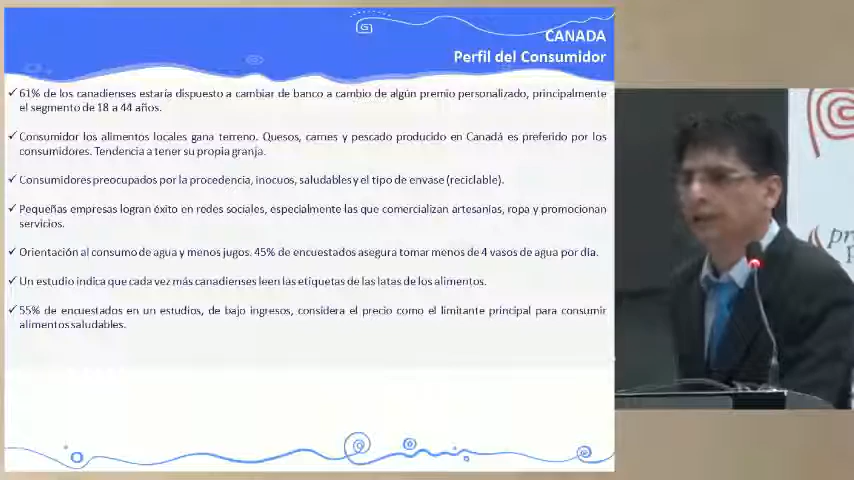 CANADA
Perfil del Consumidor
✓ 61% de los canadienses estaría dispuesto a cambiar de banco a cambio de algún premio personalizado, principalmente
el segmento de 18 a 44 años.
✓ Consumidor los alimentos locales gana terreno. Quesos, carnes y pescado producido en Canadá es preferido por los
consumidores. Tendencia a tener su propia granja.
✓ Consumidores preocupados por la procedencia, inocuos, saludables y el tipo de envase (reciclable).
✓ Pequeñas empresas logran éxito en redes sociales, especialmente las que comercializan artesanías, ropa y promocionan
servicios.
✓ Orientación al consumo de agua y menos jugos. 45% de encuestados asegura tomar menos de 4 vasos de agua por día.
✓ Un estudio indica que cada vez más canadienses leen las etiquetas de las latas de los alimentos.
✓ 55% de encuestados en un estudios, de bajo ingresos, considera el precio como el limitante principal para consumir
alimentos saludables.